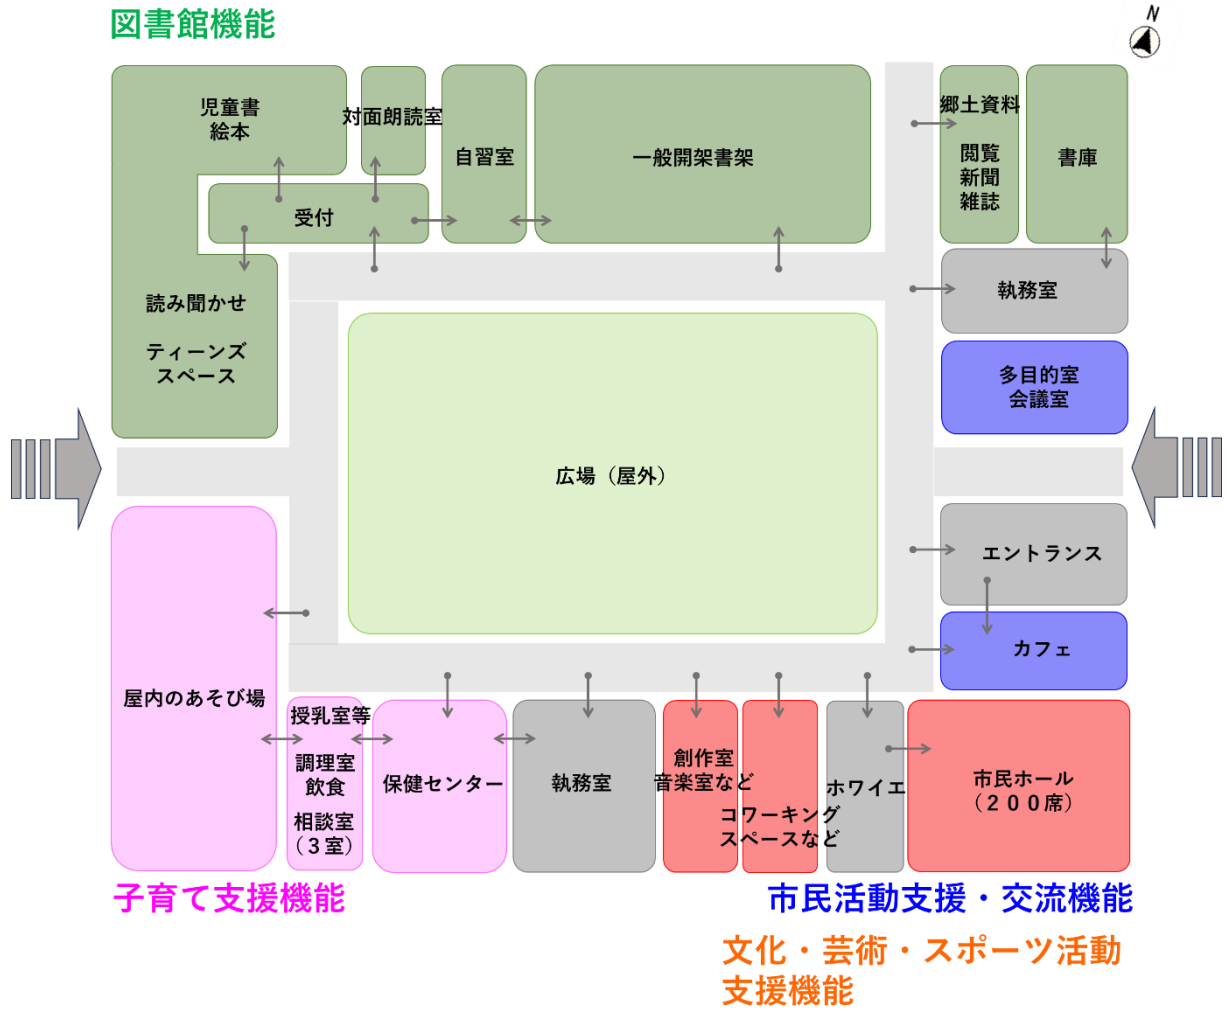 図書館機能
N
児童書
絵本
対面朗読室
自習室
一般開架書架
郷土資料
閲覧
新聞
雑誌
書庫
受付
読み聞かせ
ティーンズ
スペース
執務室
多目的室
会議室
広場（屋外）
エントランス
カフェ
屋内のあそび場
授乳室等
調理室
飲食
相談室
（３室）
保健センター
執務室
創作室
音楽室など
コワーキング
スペースなど
ホワイエ
市民ホール
（２００席）
子育て支援機能
市民活動支援・交流機能
文化・芸術・スポーツ活動
支援機能